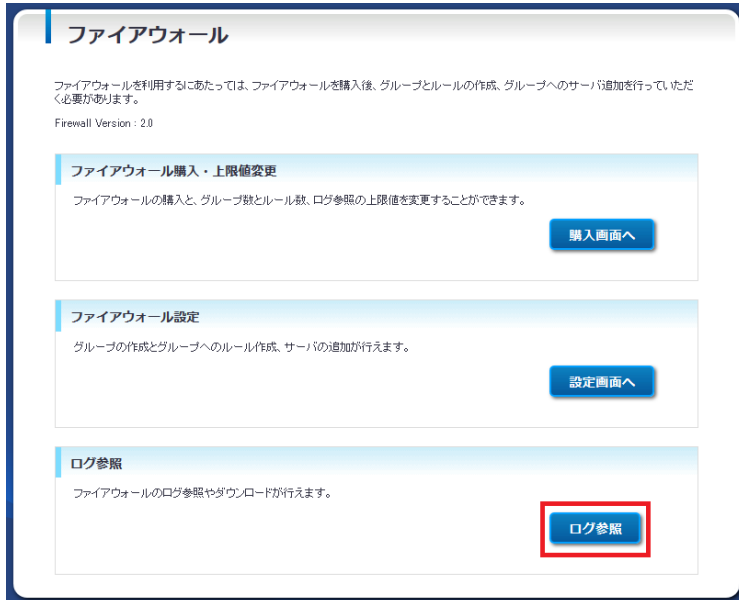 ファイアウォール
ファイアウォールを利用するにあたっては、ファイアウォールを購入後、グループとルールの作成、グループへのサーバ追加を行っていただ
く必要があります。
Firewall Version : 2.0
ファイアウォール購入・上限値変更
ファイアウォールの購入と、グループ数とルール数、ログ参照の上限値を変更することができます。
購入画面へ
ファイアウォール設定
グループの作成とグループへのルール作成、サーバの追加が行えます。
設定画面へ
ログ参照
ファイアウォールのログ参照やダウンロードが行えます。
ログ参照